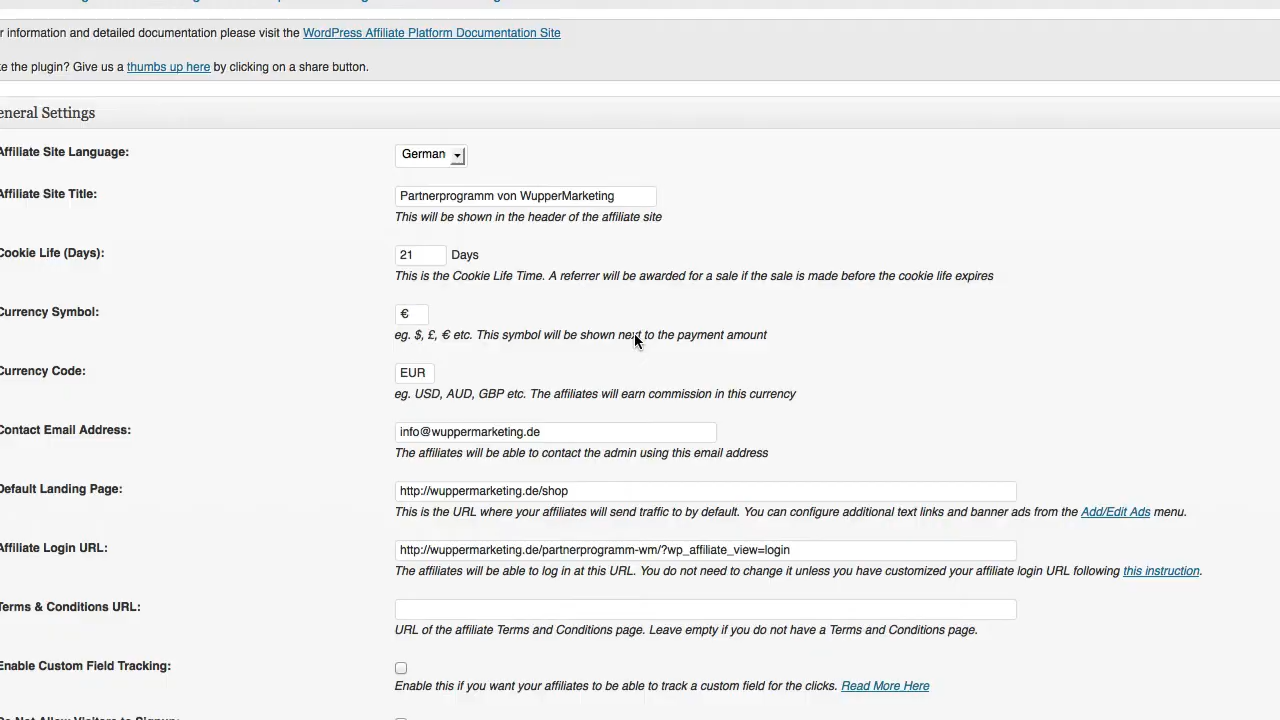 r information and detailed documentation please visit the WordPress Affiliate Platform Documentation Site
ke the plugin? Give us a thumbs up here by clicking on a share button.
eneral Settings
Affiliate Site Language:
German
Affiliate Site Title:
Partnerprogramm von WupperMarketing
This will be shown in the header of the affiliate site
Cookie Life (Days):
21 Days
This is the Cookie Life Time. A referrer will be awarded for a sale if the sale is made before the cookie life expires
Currency Symbol:
€
eg. $, £, € etc. This symbol will be shown next to the payment amount
Currency Code:
EUR
eg. USD, AUD, GBP etc. The affiliates will earn commission in this currency
Contact Email Address:
info@wuppermarketing.de
The affiliates will be able to contact the admin using this email address
Default Landing Page:
http://wuppermarketing.de/shop
This is the URL where your affiliates will send traffic to by default. You can configure additional text links and banner ads from the Add/Edit Ads menu.
Affiliate Login URL:
http://wuppermarketing.de/partnerprogramm-wm/?wp_affiliate_view=login
The affiliates will be able to log in at this URL. You do not need to change it unless you have customized your affiliate login URL following this instruction.
Terms & Conditions URL:
URL of the affiliate Terms and Conditions page. Leave empty if you do not have a Terms and Conditions page.
Enable Custom Field Tracking:
Enable this if you want your affiliates to be able to track a custom field for the clicks. Read More Here
Do Not Allow Visitors to Signup: